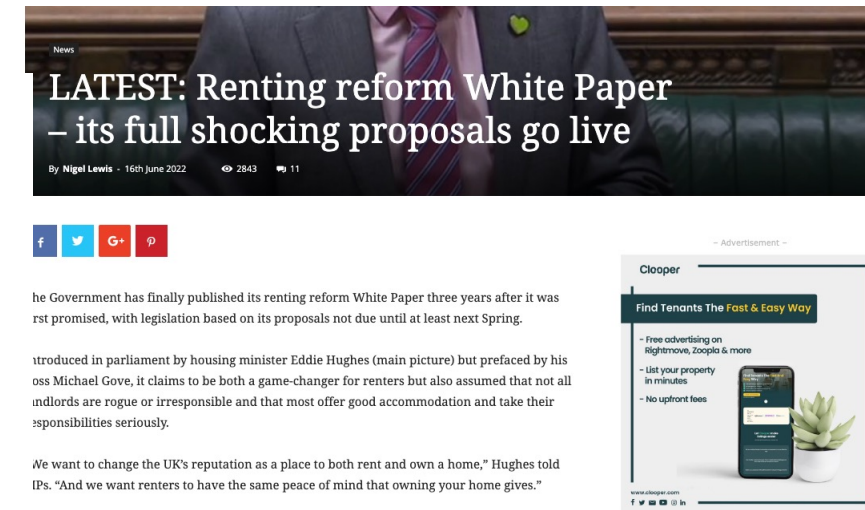 News
LATEST: Renting reform White Paper
– its full shocking proposals go live
By Nigel Lewis - 16th June 2022 2843 11
f G+
– Advertisement –
he Government has finally published its renting reform White Paper three years after it was
rst promised, with legislation based on its proposals not due until at least next Spring.
ntroduced in parliament by housing minister Eddie Hughes (main picture) but prefaced by his
oss Michael Gove, it claims to be both a game-changer for renters but also assumed that not all
andlords are rogue or irresponsible and that most offer good accommodation and take their
esponsibilities seriously.
We want to change the UK's reputation as a place to both rent and own a home,” Hughes told
IPs. “And we want renters to have the same peace of mind that owning your home gives.”
Clooper
Find Tenants The Fast & Easy Way
- Free advertising on
Rightmove, Zoopla & more
- List your property
in minutes
- No upfront fees
www.clooper.com